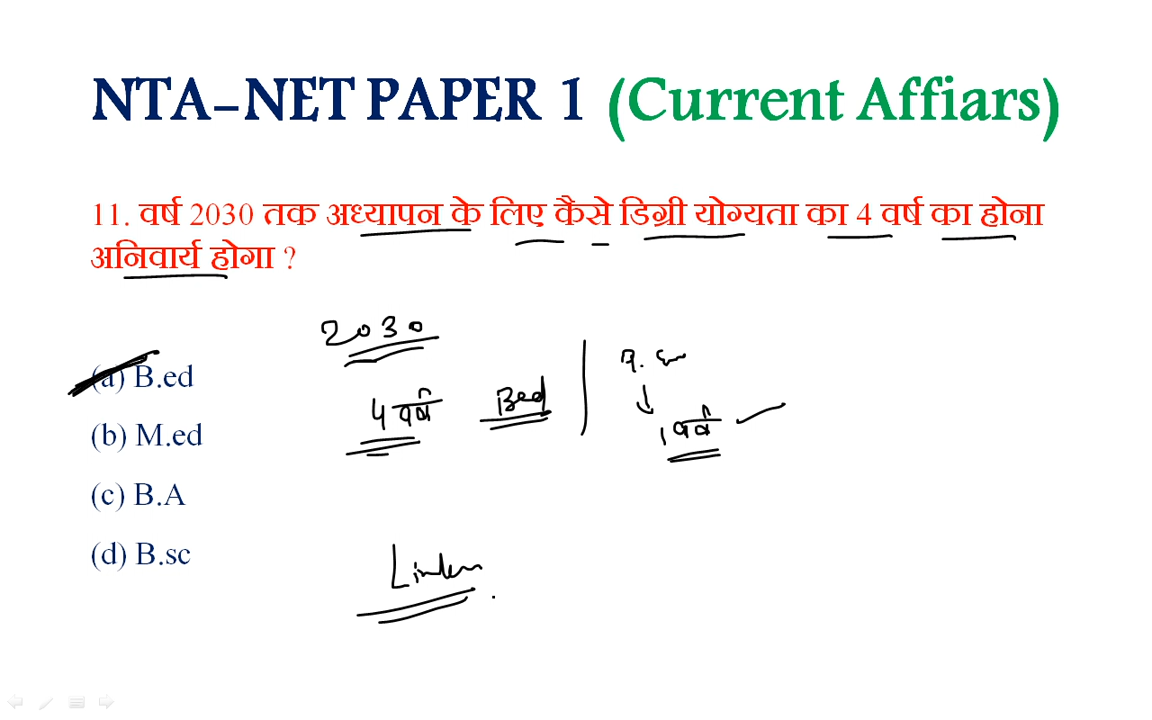 NTA-NET PAPER 1 (Current Affiars)
11. वर्ष 2030 तक अध्यापन के लिए कैसे डिग्री योग्यता का 4 वर्ष का होना
अनिवार्य होगा ?
2030
(a) B.ed
4 वर्ष Bed
1 वर्ष
(b) M.ed
(c) B.A
(d) B.sc